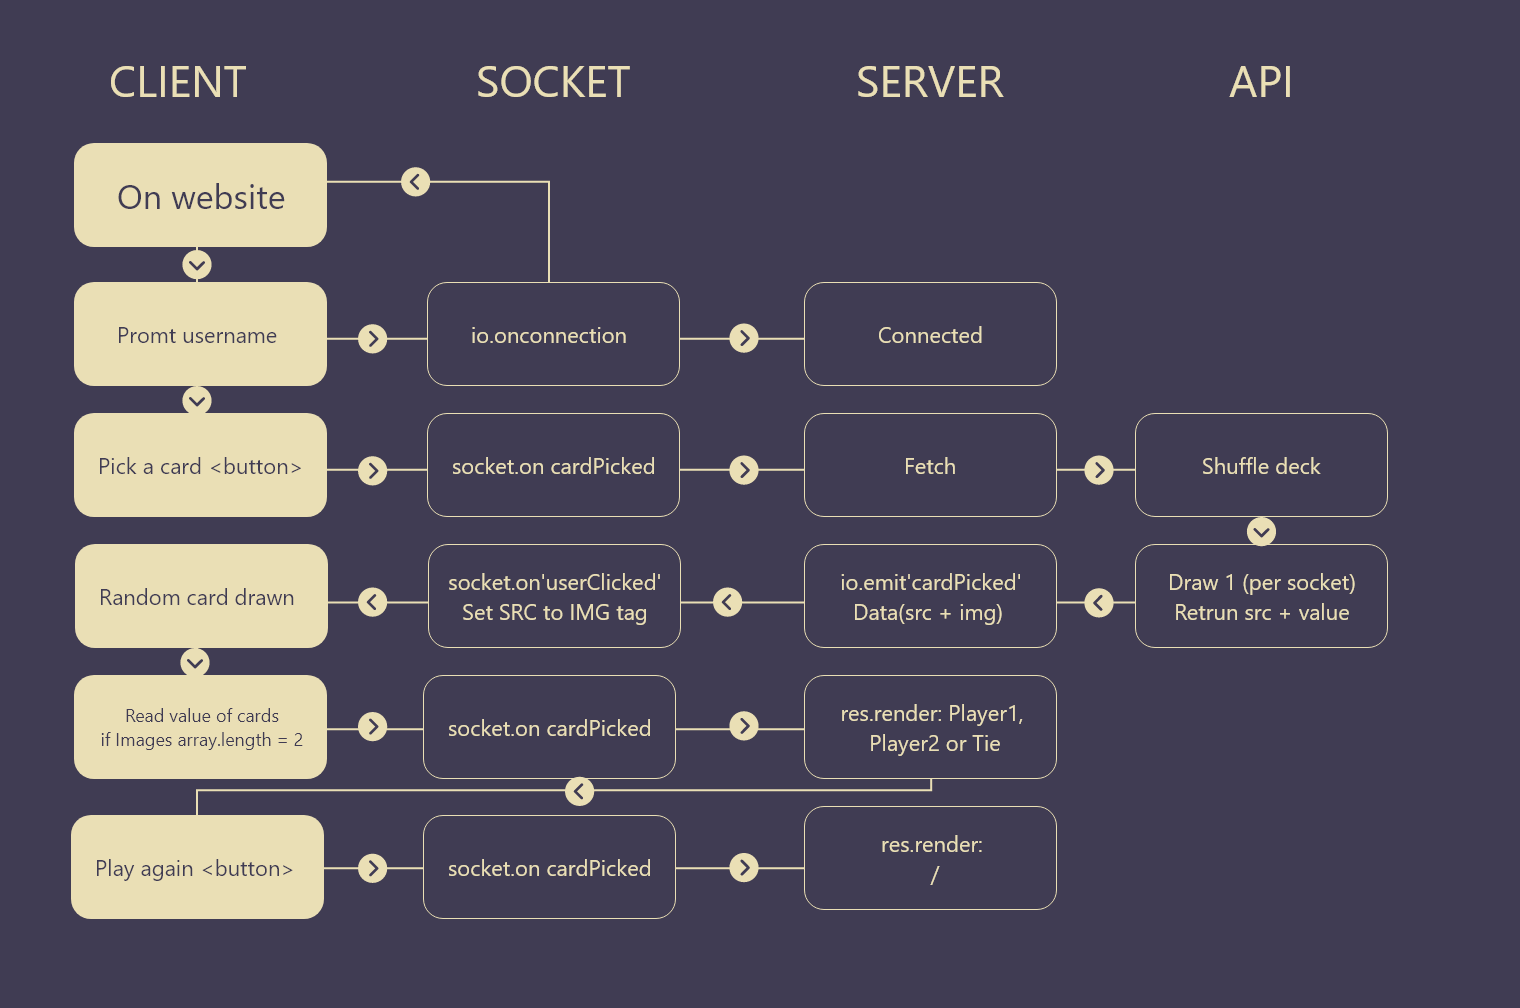 CLIENT
SOCKET
SERVER
API
On website
Promt username
io.onconnection
Connected
Pick a card <button>
socket.on cardPicked
Fetch
Shuffle deck
Random card drawn
socket.on'userClicked'
Set SRC to IMG tag
io.emit'cardPicked'
Data(src + img)
Draw 1 (per socket)
Retrun src + value
Read value of cards
if Images array.length = 2
socket.on cardPicked
res.render: Player1,
Player2 or Tie
Play again <button>
socket.on cardPicked
res.render:
/